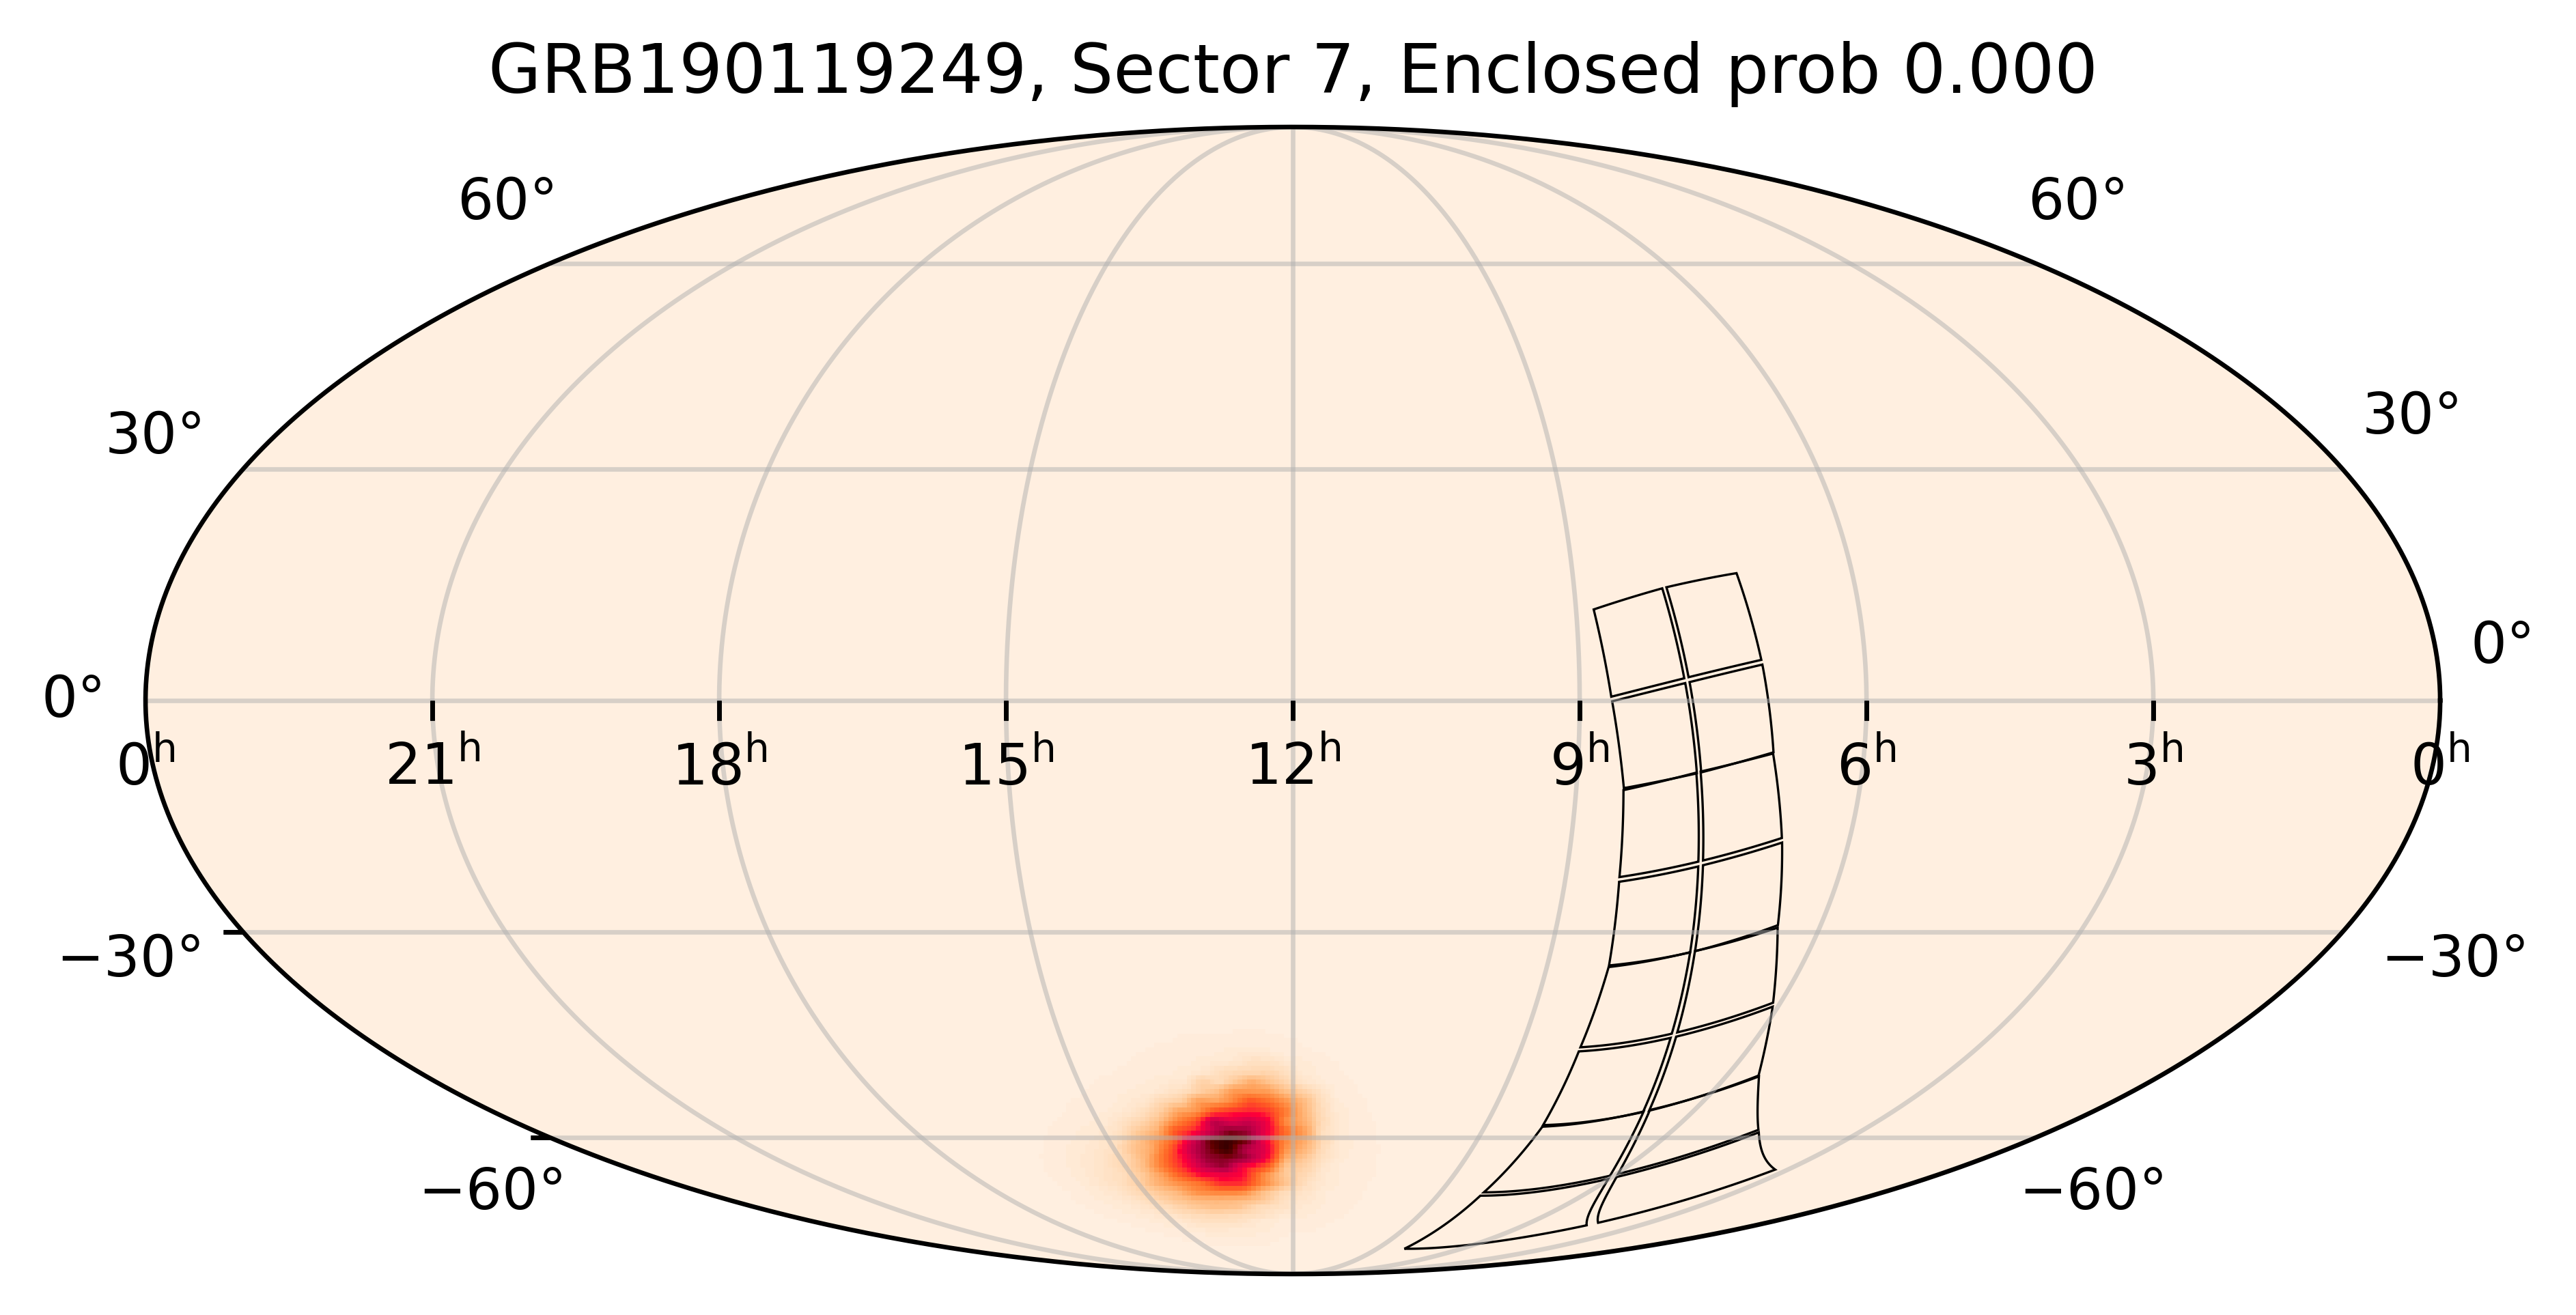 GRB190119249, Sector 7, Enclosed prob 0.000
60° 60°
30° 30°
0° 0°
0h 21h 18h 15h 12h 9h 6h 3h 0h
−30° −30°
−60° −60°